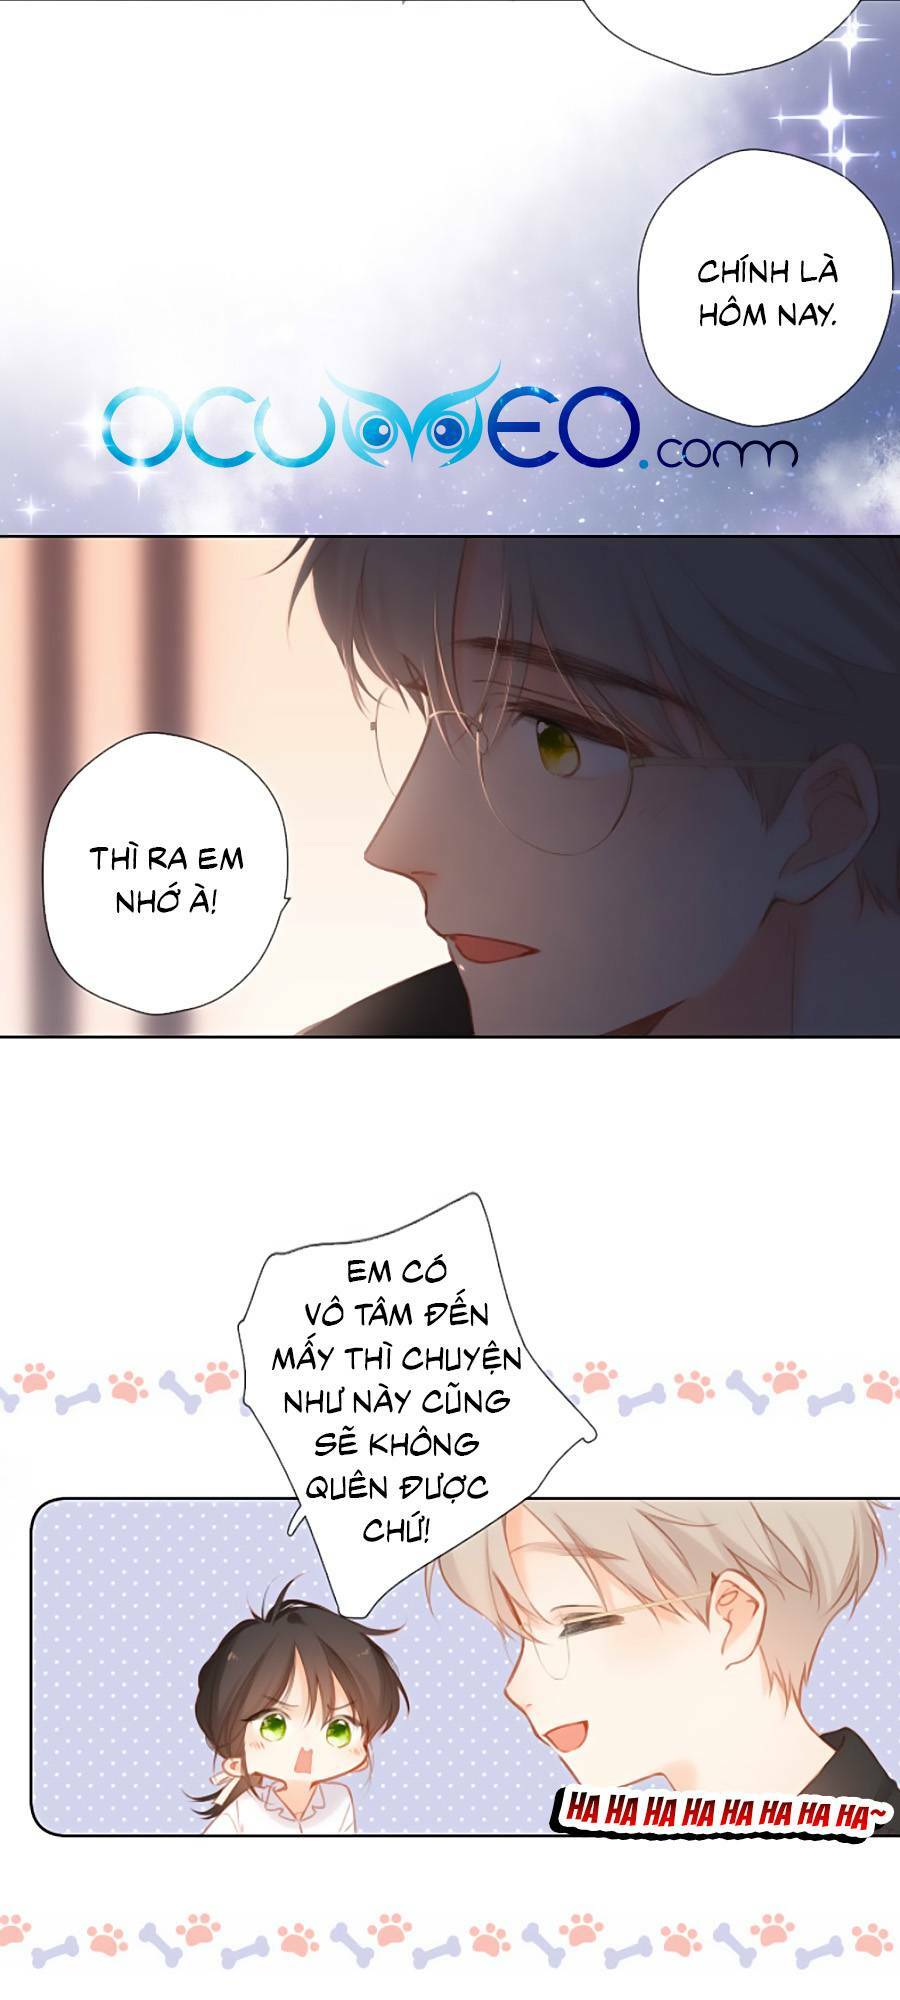 CHÍNH LÀ
HÔM NAY.
OCUMEO.comm
THÌ RA EM
NHỚ À!
EM CÓ
VÔ TÂM ĐẾN
MẤY THÌ CHUYỆN
NHƯ NÀY CŨNG
SẼ KHÔNG
QUÊN ĐƯỢC
CHỨ!
HA HA HA HA HA HA HA HA~